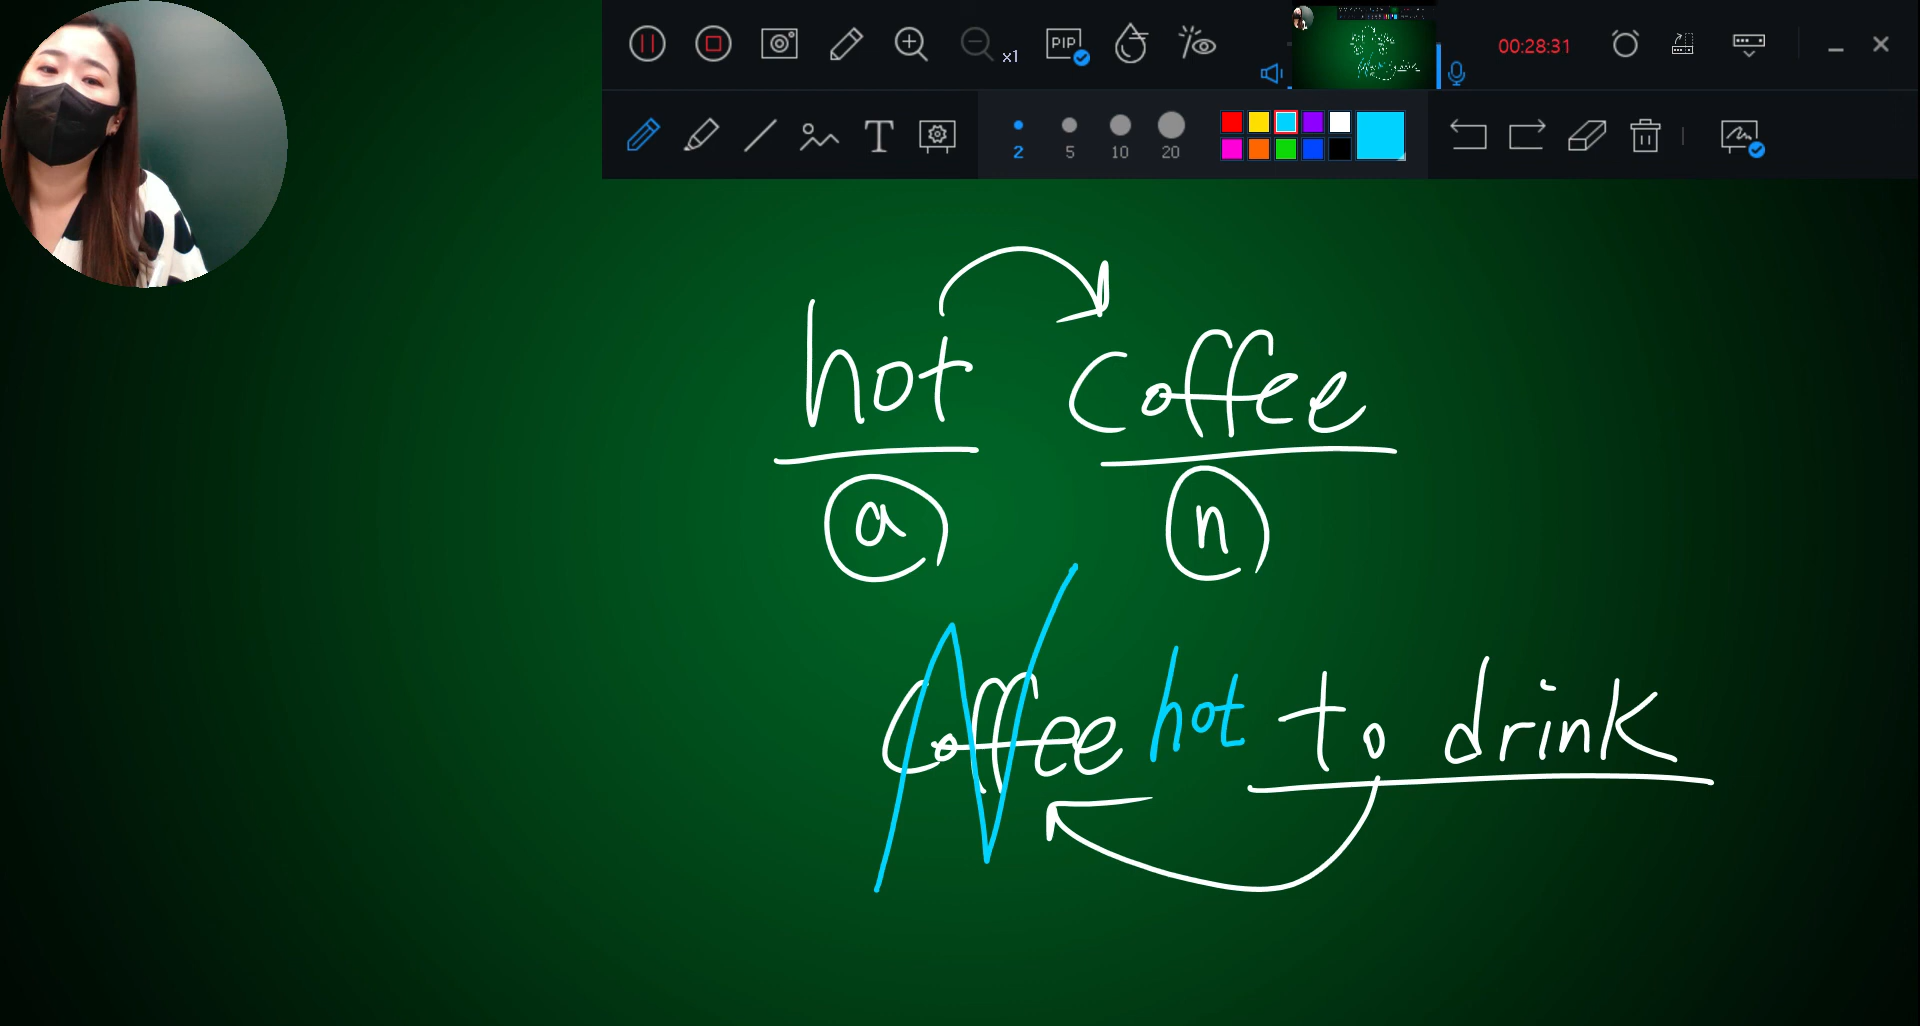 x1 PIP 00:28:31
T 2 5 10 20
hot coffee
a n
N
Coffee hot to drink